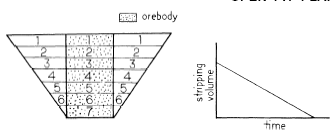 orebody
1 1 1
2 2 2
3 3 3
4 4 4
5 5 5
6 6 6
7
stripping
volume
time